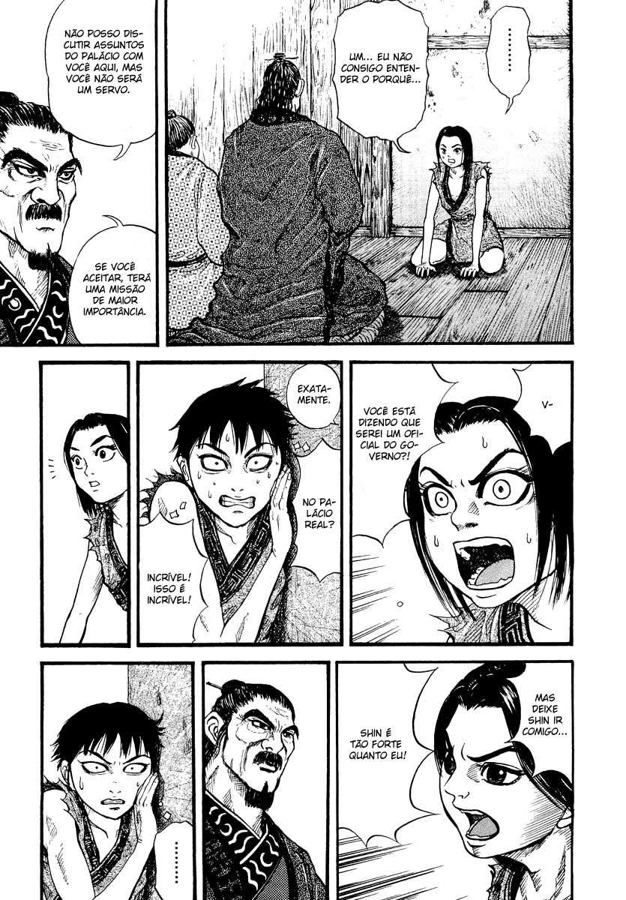 ........
UM... EU NÃO
CONSIGO ENTEN-
DER O PORQUÊ...
NÃO POSSO DIS-
CUTIR ASSUNTOS
DO PALÁCIO COM
VOCÊ AQUI, MAS
VOCÊ NÃO SERÁ
UM SERVO.
SE VOCÊ
ACEITAR, TERÁ
UMA MISSÃO
DE MAIOR
IMPORTÂNCIA.
V-
VOCÊ ESTÁ
DIZENDO QUE
SEREI UM OFI-
CIAL DO GO-
VERNO?!
EXATA-
MENTE.
NO PA-
LÁCIO
REAL?
INCRÍVEL!
ISSO É
INCRÍVEL!
MAS
DEIXE
SHIN IR
COMIGO...
SHIN É
TÃO FORTE
QUANTO EU!
........